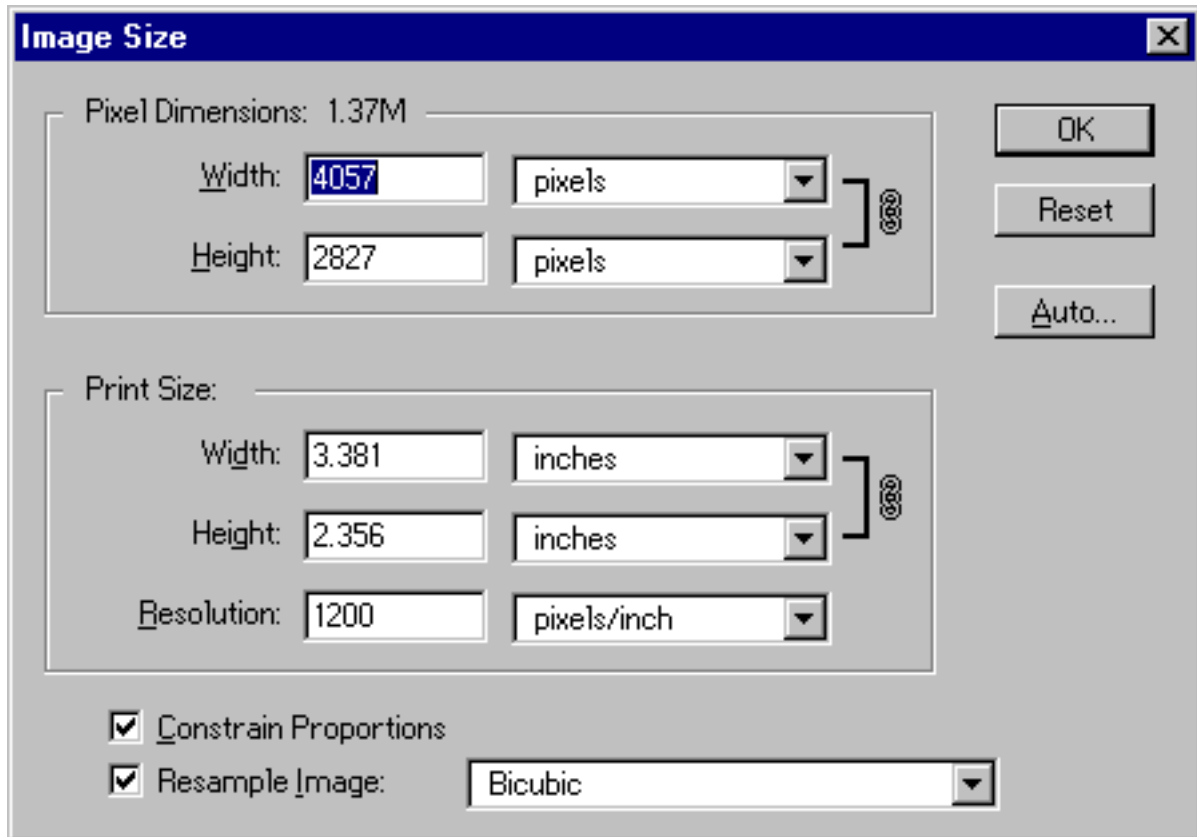 Image Size
Pixel Dimensions: 1.37M
OK
Width: 4057 pixels
Reset
Height: 2827 pixels
Auto...
Print Size:
Width: 3.381 inches
Height: 2.356 inches
Resolution: 1200 pixels/inch
Constrain Proportions
Resample Image: Bicubic